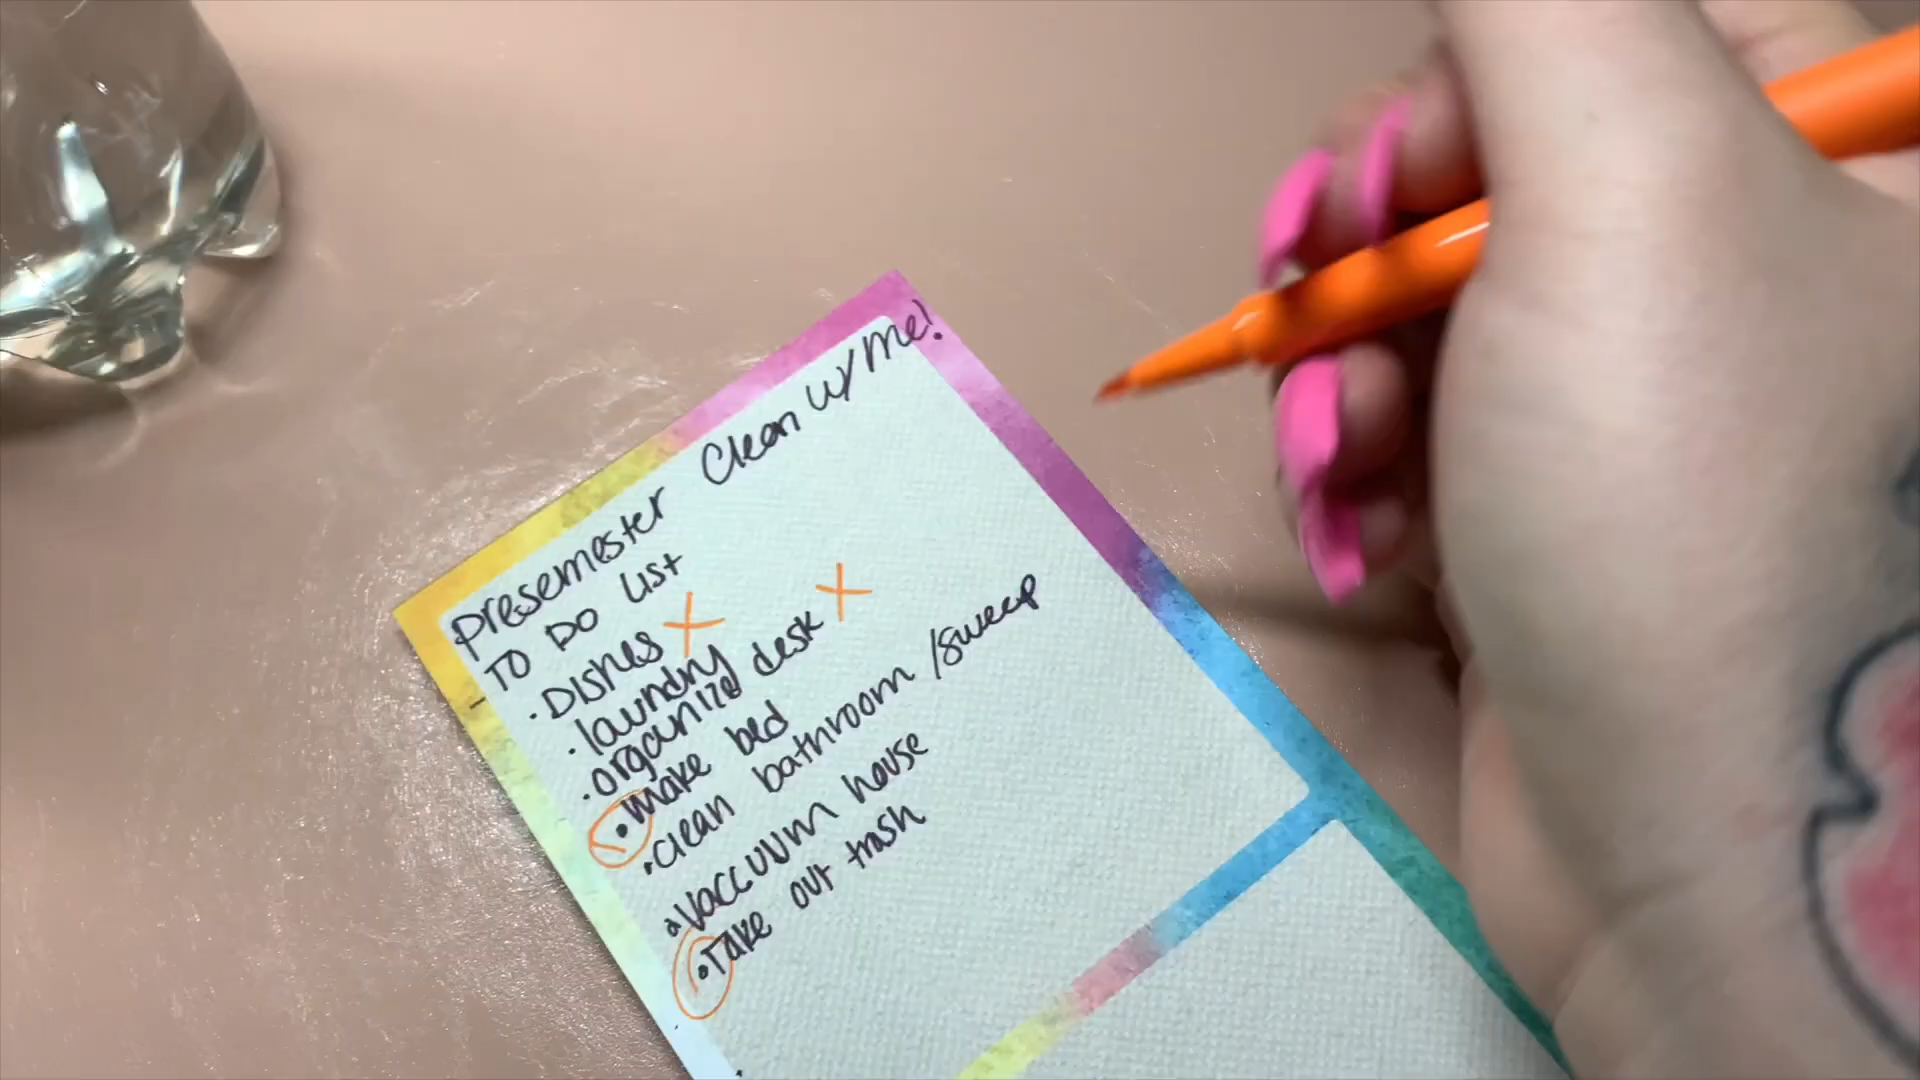 Presemester Clean w/ me!
TO DO list
• Dishes X
• laundry
• organize desk X
• make bed
• clean bathroom / sweep
• Vaccuum house
• Take out trash